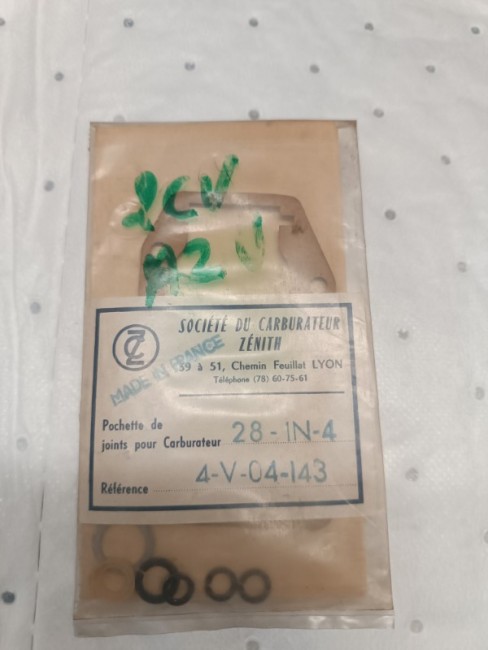 2CV
AZU
SOCIÉTÉ DU CARBURATEUR
ZÉNITH
39 à 51, Chemin Feuillat LYON
Téléphone (78) 60-75-61
MADE IN FRANCE
Pochette de
joints pour Carburateur 28-IN-4
Référence 4-V-04-143